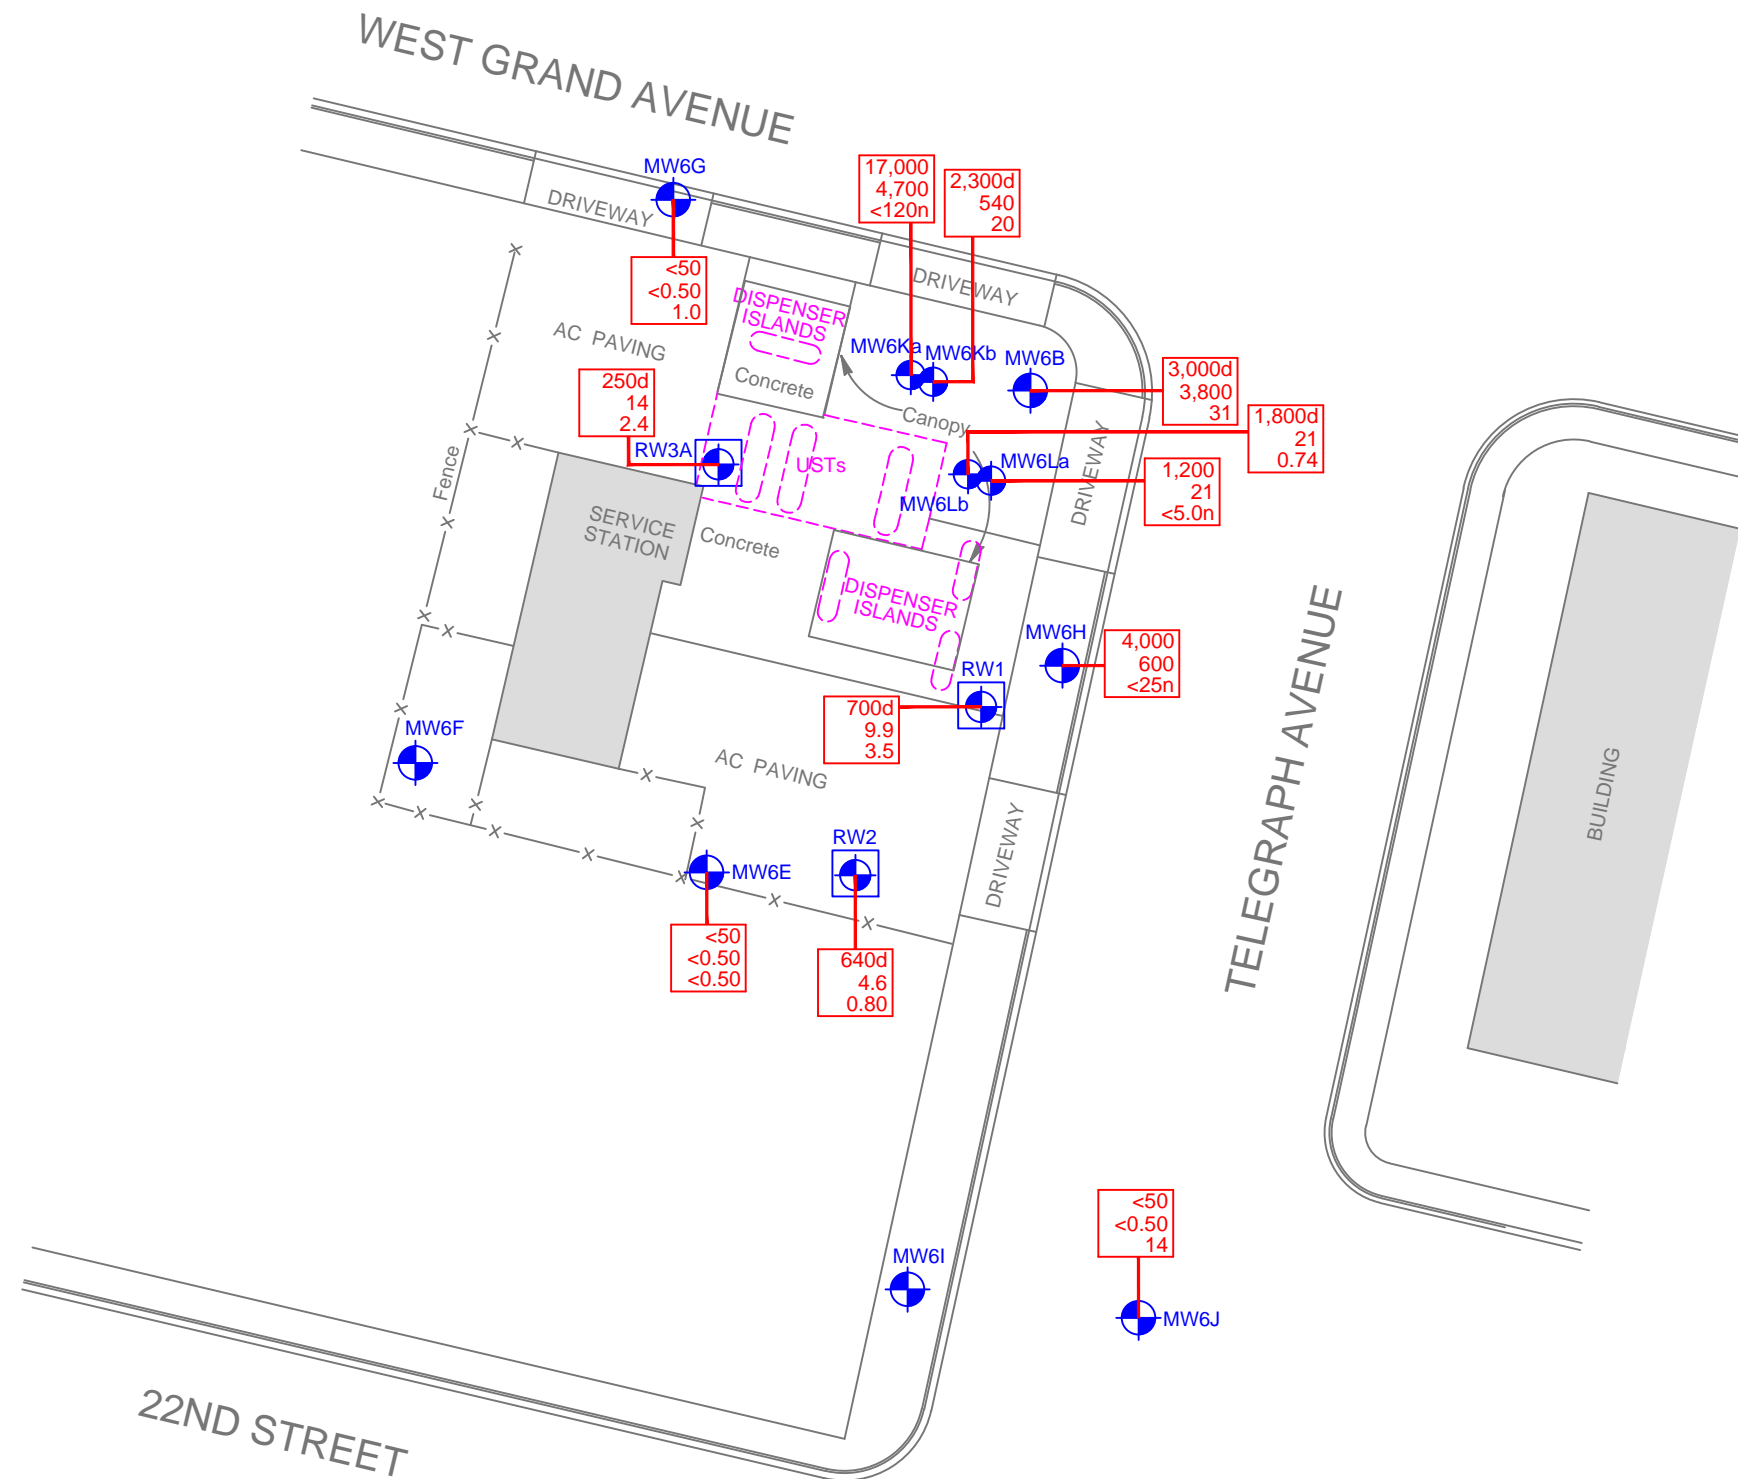 WEST GRAND AVENUE
MW6G
DRIVEWAY
<50
<0.50
1.0
17,000
4,700
<120n
2,300d
540
20
DRIVEWAY
DISPENSER
ISLANDS
AC PAVING
Concrete
MW6Ka
MW6Kb
MW6B
3,000d
3,800
31
250d
14
2.4
Canopy
1,800d
21
0.74
RW3A
USTs
MW6La
MW6Lb
1,200
21
<5.0n
DRIVEWAY
Fence
SERVICE
STATION
Concrete
DISPENSER
ISLANDS
MW6H
4,000
600
<25n
RW1
700d
9.9
3.5
MW6F
AC PAVING
TELEGRAPH AVENUE
BUILDING
DRIVEWAY
RW2
MW6E
<50
<0.50
<0.50
640d
4.6
0.80
<50
<0.50
14
MW6I
MW6J
22ND STREET